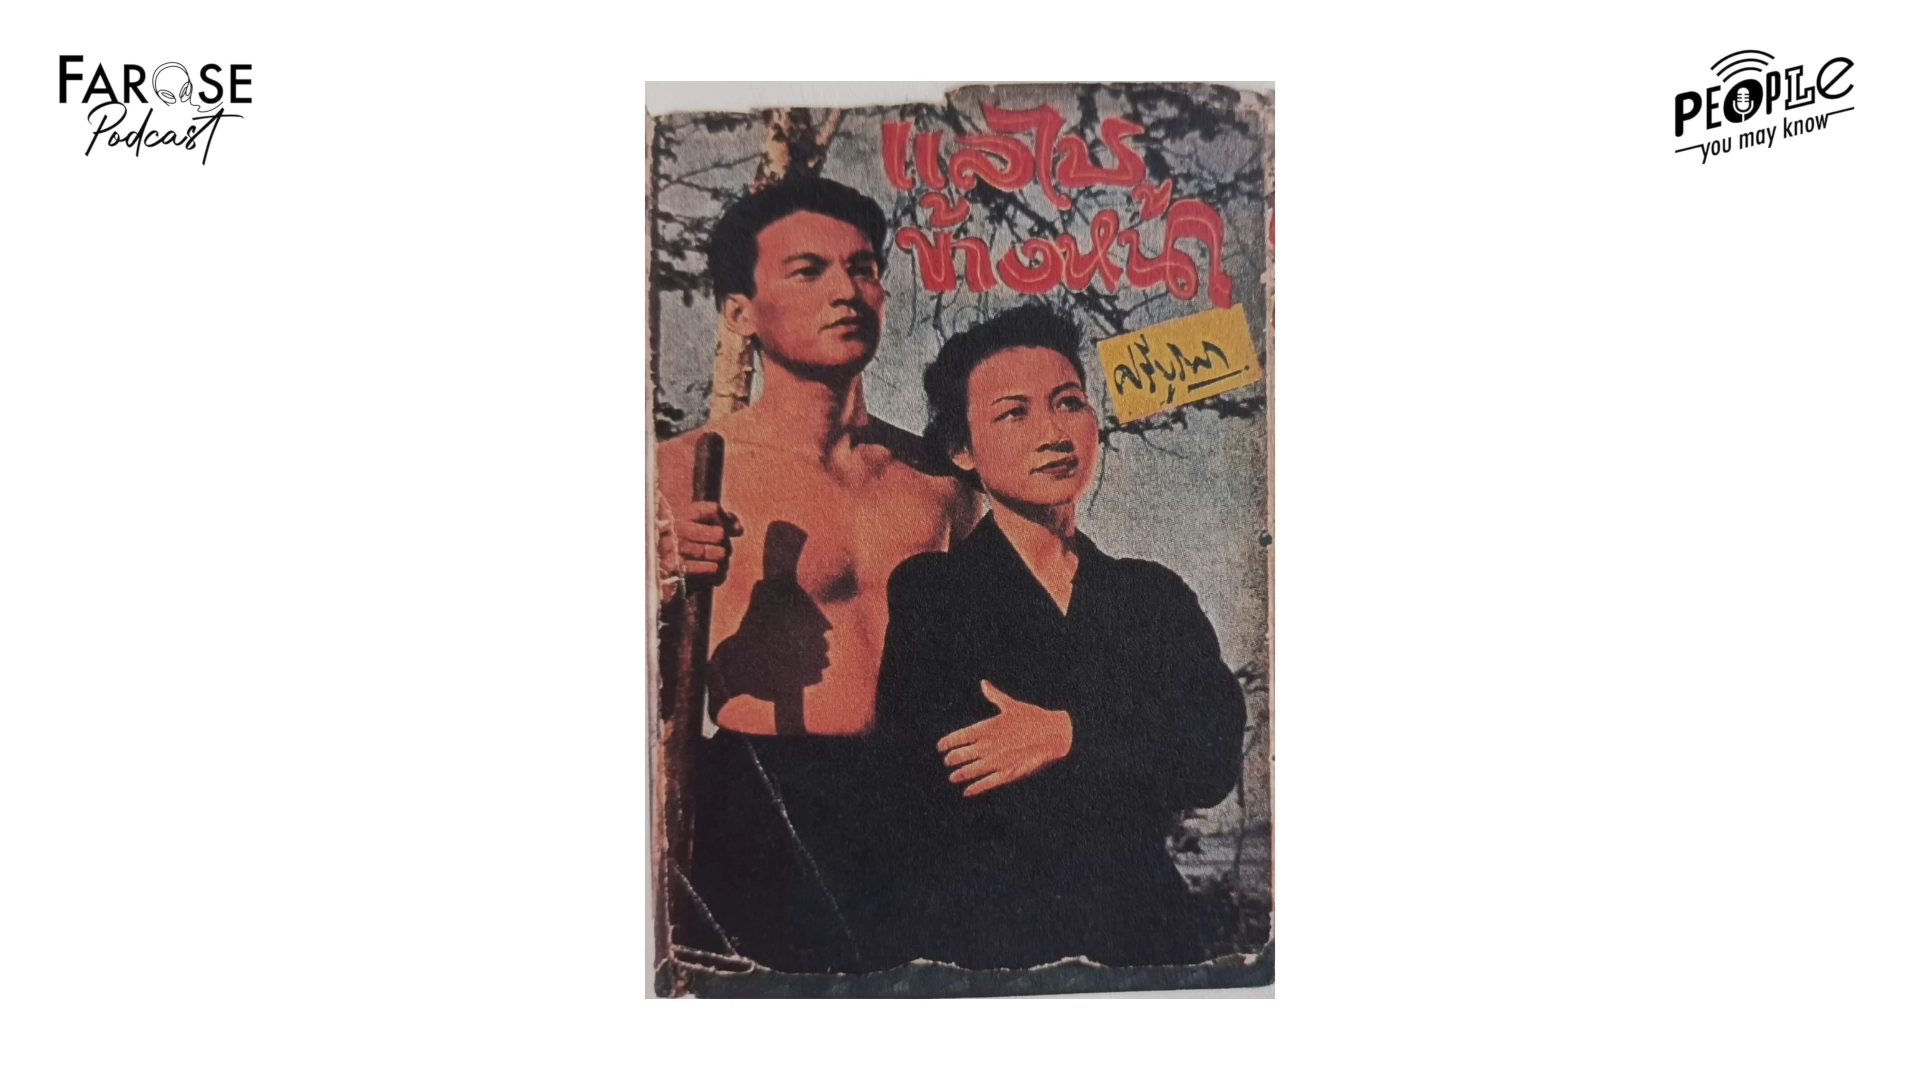 FAROSE
Podcast
PEOPLE
you may know
แลไป
ข้างหน้า
ศรีบูรพา